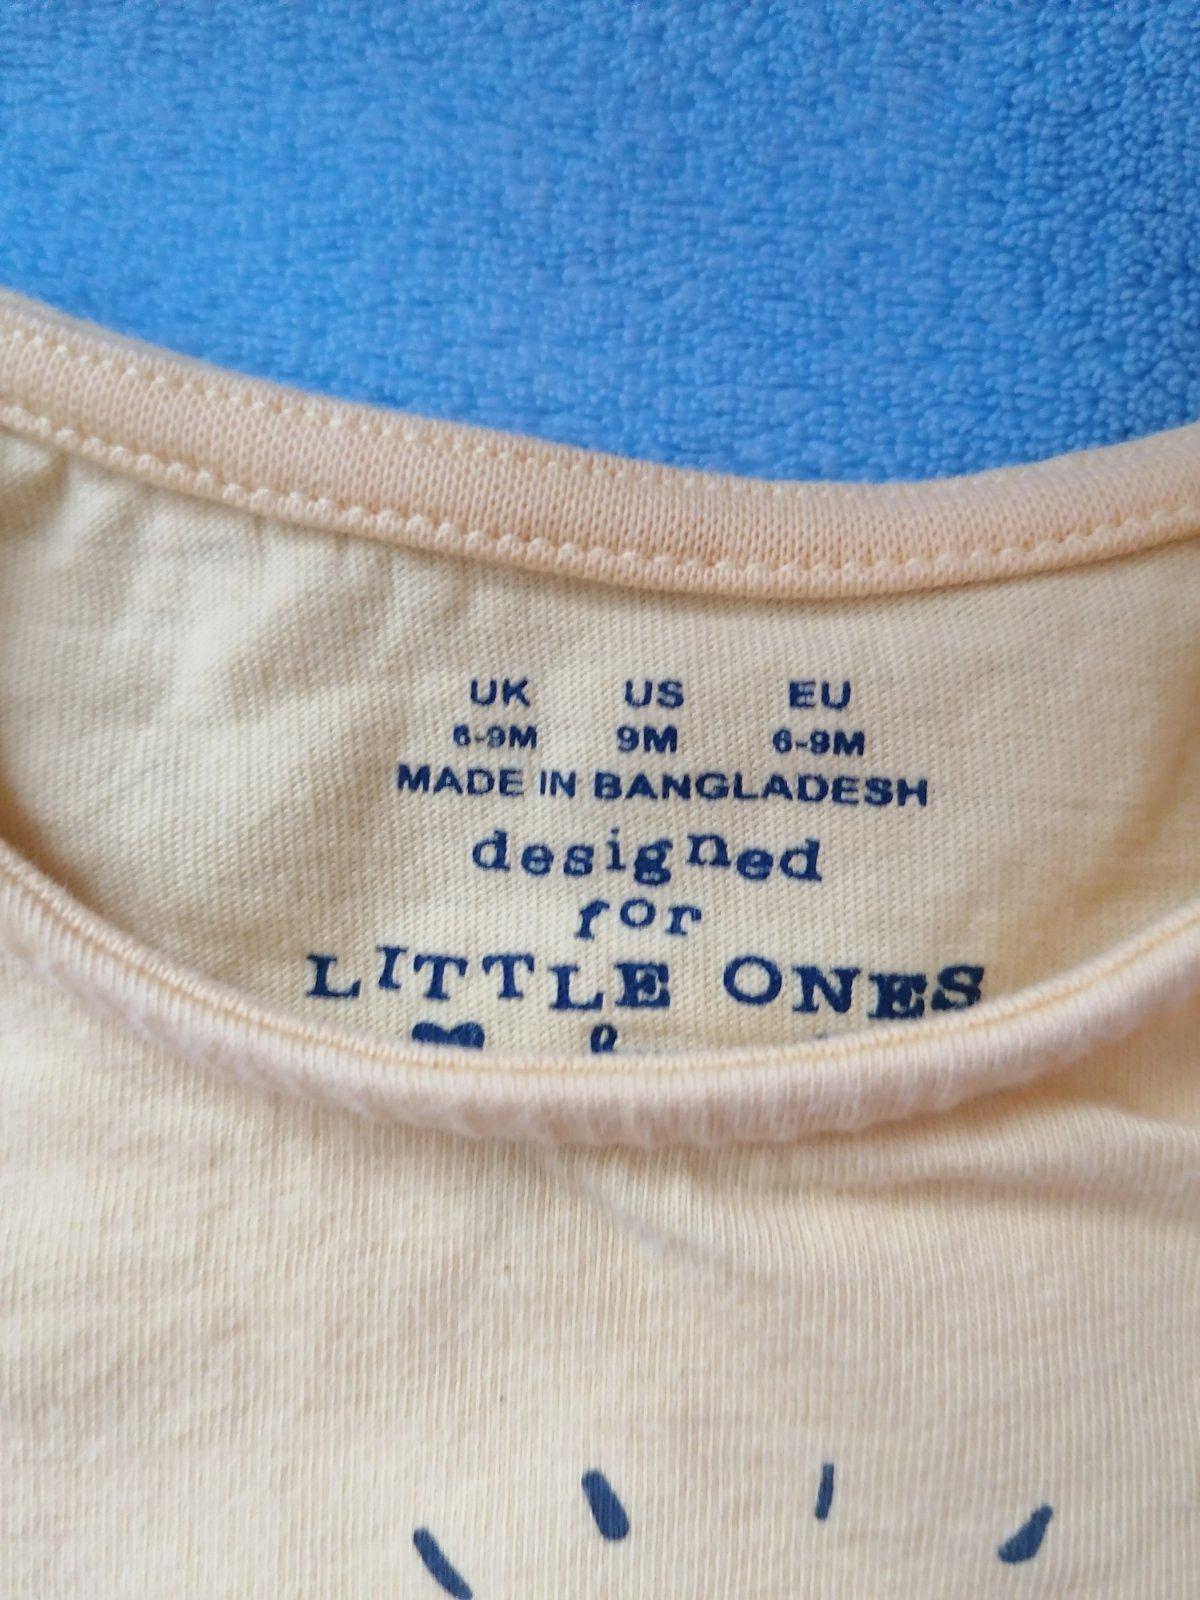 UK US EU
6-9M 9M 6-9M
MADE IN BANGLADESH
designed
for
LITTLE ONES